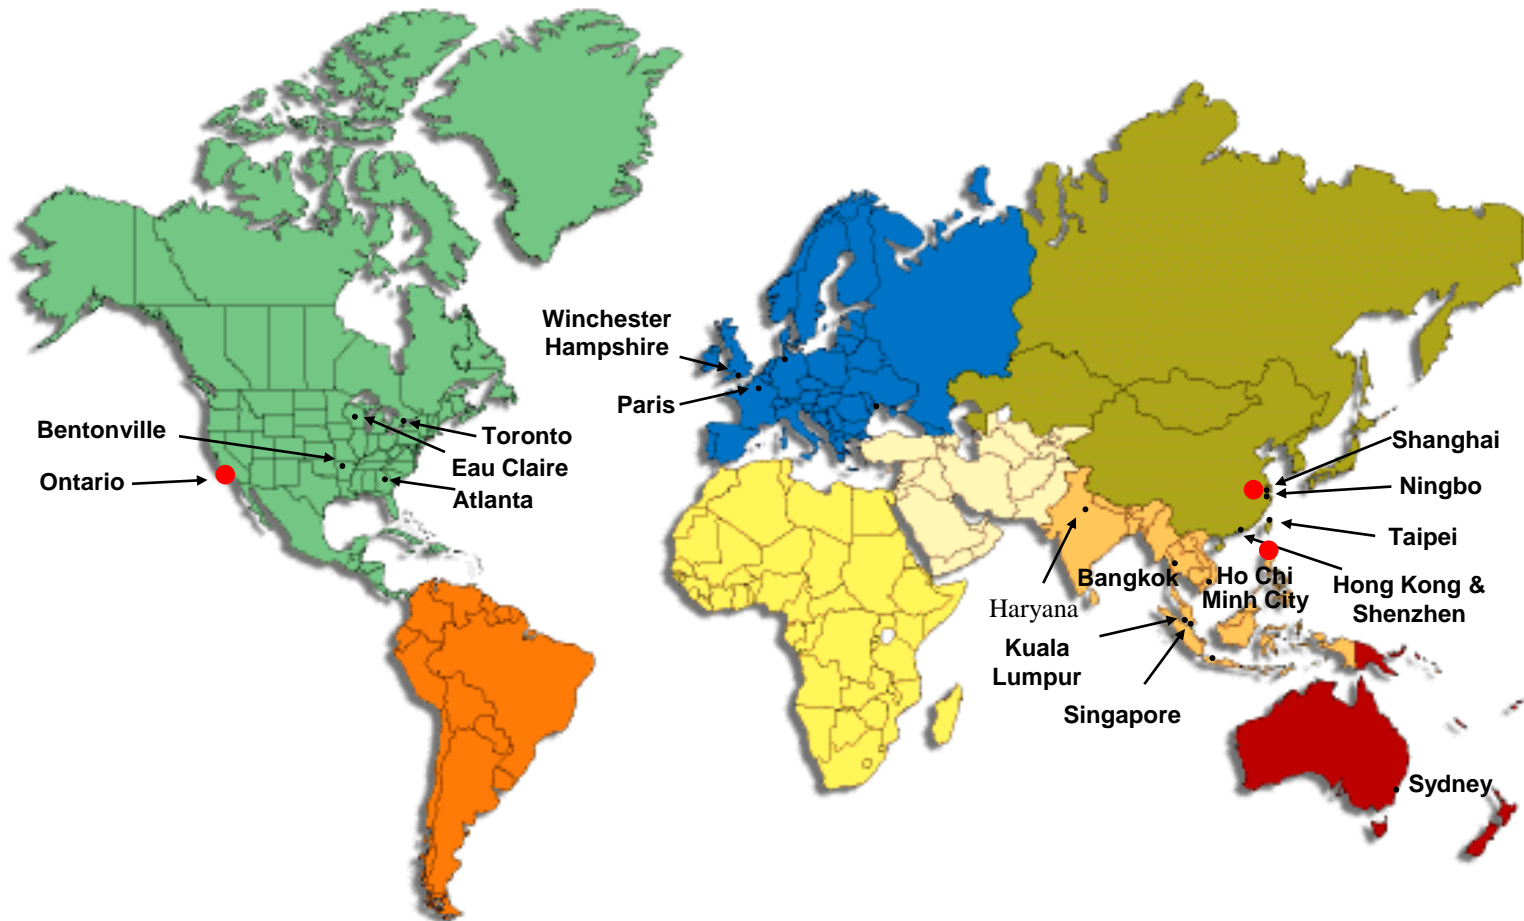 Winchester
Hampshire
Paris
Bentonville
Ontario
Toronto
Eau Claire
Atlanta
Shanghai
Ningbo
Taipei
Hong Kong &
Shenzhen
Bangkok
Ho Chi
Minh City
Haryana
Kuala
Lumpur
Singapore
Sydney